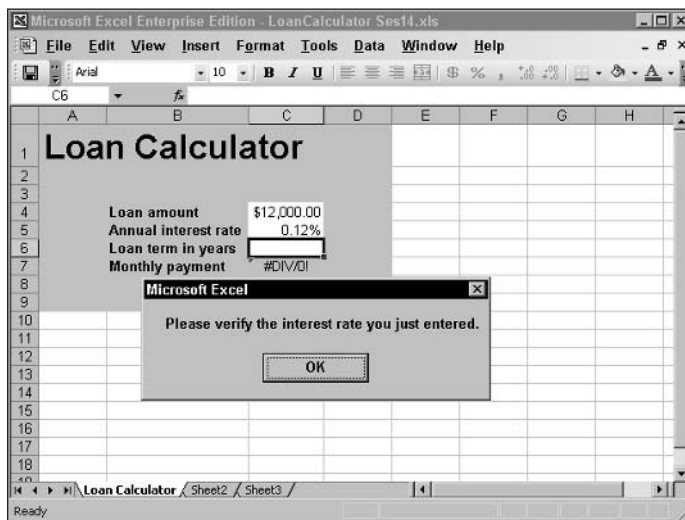 Microsoft Excel Enterprise Edition - LoanCalculator Ses14.xls
File Edit View Insert Format Tools Data Window Help
Arial 10 B I U $ % ,
C6 fx
A B C D E F G H
1 Loan Calculator
2
3
4 Loan amount $12,000.00
5 Annual interest rate 0.12%
6 Loan term in years
7 Monthly payment #DIV/0!
8
Microsoft Excel
9
10
Please verify the interest rate you just entered.
11
12
OK
13
14
15
16
17
18
Loan Calculator Sheet2 Sheet3
Ready